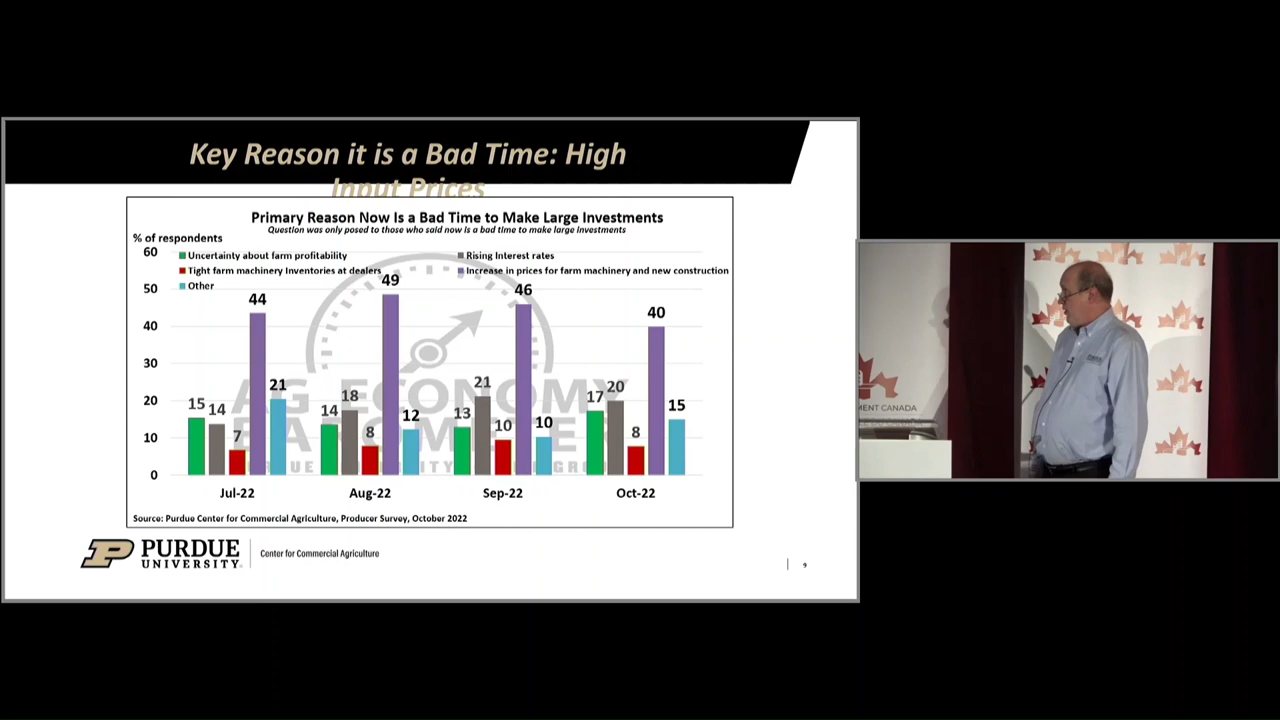 Key Reason it is a Bad Time: High
Input Prices
Primary Reason Now Is a Bad Time to Make Large Investments
Question was only posed to those who said now is a bad time to make large investments
% of respondents
Uncertainty about farm profitability
Rising Interest rates
Tight farm machinery Inventories at dealers
Increase in prices for farm machinery and new construction
Other
60
50
40
30
20
10
0
15 14 7 44 21
14 18 8 49 12
13 21 10 46 10
17 20 8 40 15
AG ECONOMY
BAROMETER
Jul-22 Aug-22 Sep-22 Oct-22
Source: Purdue Center for Commercial Agriculture, Producer Survey, October 2022
PURDUE
UNIVERSITY
Center for Commercial Agriculture
9
MENT CANADA